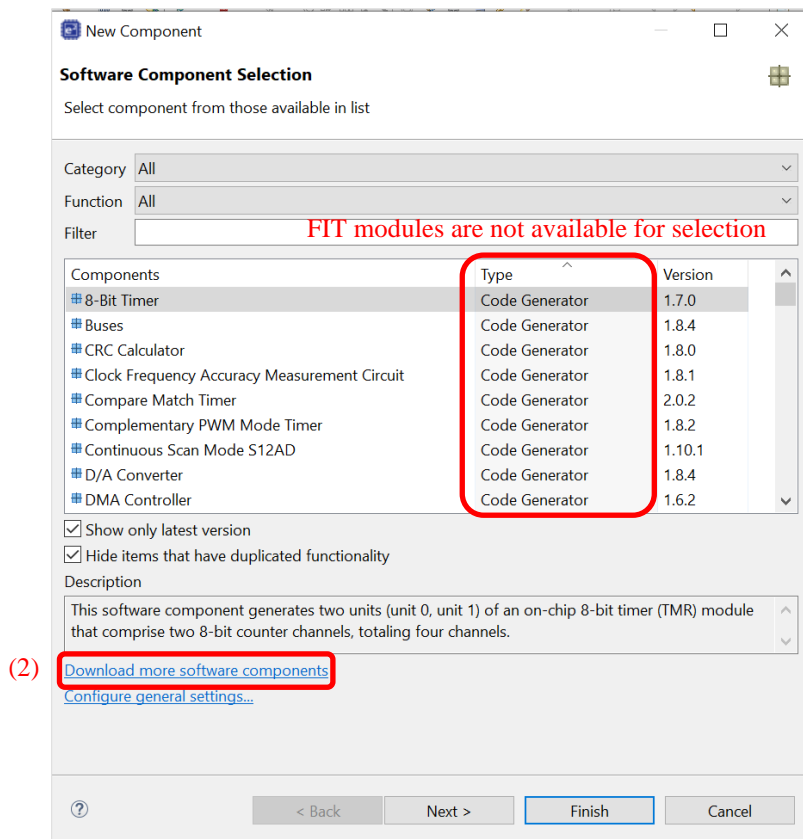 New Component
Software Component Selection
Select component from those available in list
Category All
Function All
Filter FIT modules are not available for selection
Components Type Version
8-Bit Timer Code Generator 1.7.0
Buses Code Generator 1.8.4
CRC Calculator Code Generator 1.8.0
Clock Frequency Accuracy Measurement Circuit Code Generator 1.8.1
Compare Match Timer Code Generator 2.0.2
Complementary PWM Mode Timer Code Generator 1.8.2
Continuous Scan Mode S12AD Code Generator 1.10.1
D/A Converter Code Generator 1.8.4
DMA Controller Code Generator 1.6.2
Show only latest version
Hide items that have duplicated functionality
Description
This software component generates two units (unit 0, unit 1) of an on-chip 8-bit timer (TMR) module
that comprise two 8-bit counter channels, totaling four channels.
(2) Download more software components
Configure general settings...
? < Back Next > Finish Cancel